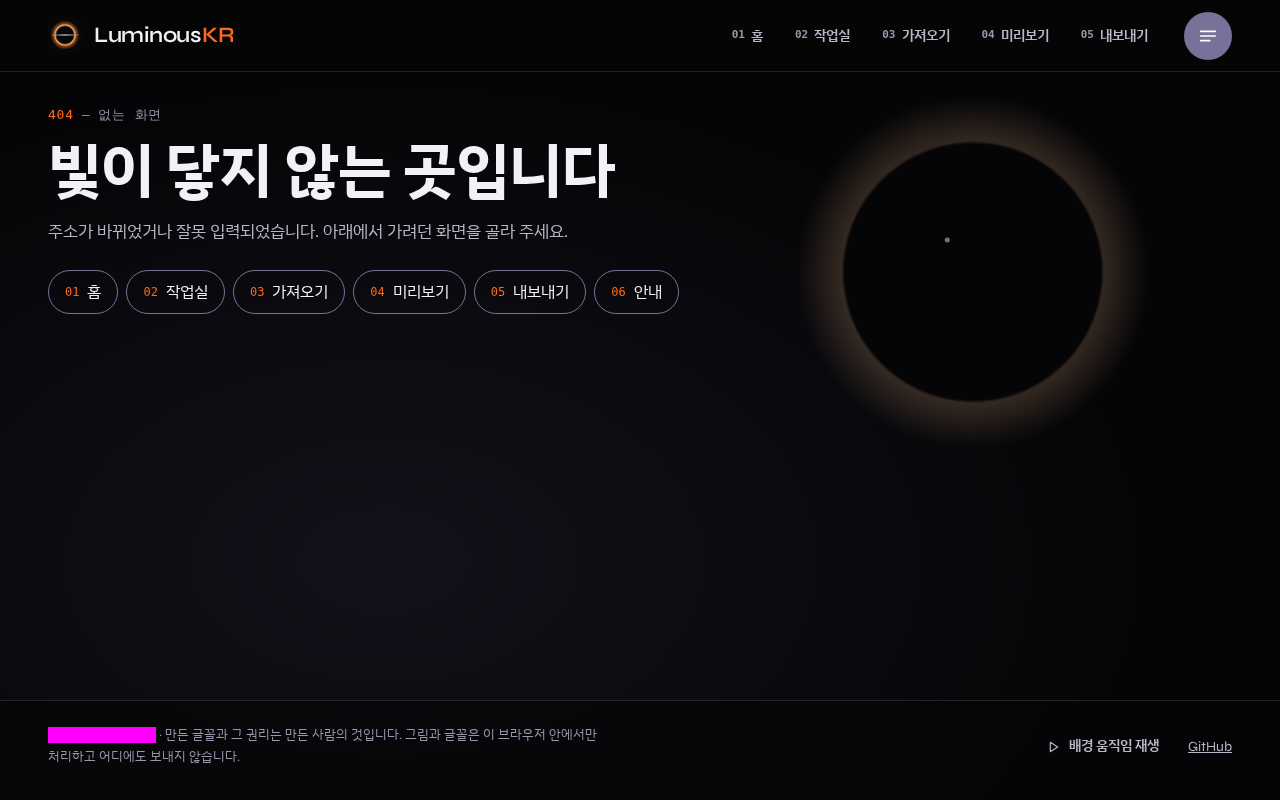 LuminousKR
01 홈 02 작업실 03 가져오기 04 미리보기 05 내보내기
404 — 없는 화면
빛이 닿지 않는 곳입니다
주소가 바뀌었거나 잘못 입력되었습니다. 아래에서 가려던 화면을 골라 주세요.
01 홈 02 작업실 03 가져오기 04 미리보기 05 내보내기 06 안내
· 만든 글꼴과 그 권리는 만든 사람의 것입니다. 그림과 글꼴은 이 브라우저 안에서만
처리하고 어디에도 보내지 않습니다.
배경 움직임 재생 GitHub